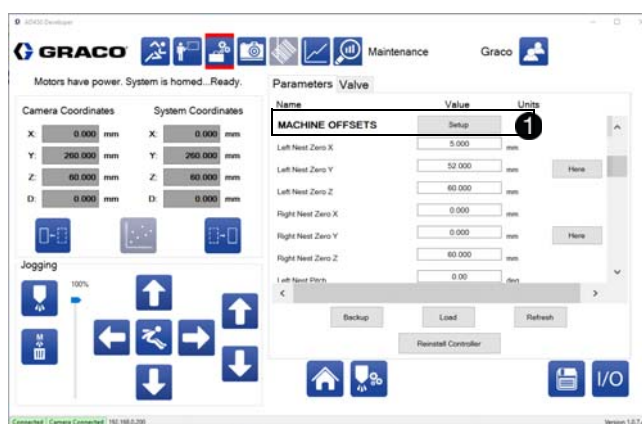 AD400 Developer
GRACO
Maintenance
Graco
Motors have power. System is homed...Ready.
Camera Coordinates
System Coordinates
X: 0.000 mm X: 0.000 mm
Y: 260.000 mm Y: 260.000 mm
Z: 60.000 mm Z: 60.000 mm
D: 0.000 mm D: 0.000 mm
Jogging
100%
M
Parameters Valve
Name Value Units
MACHINE OFFSETS Setup 1
Left Nest Zero X 5.000 mm
Left Nest Zero Y 52.000 mm Here
Left Nest Zero Z 60.000 mm
Right Nest Zero X 0.000 mm
Right Nest Zero Y 0.000 mm Here
Right Nest Zero Z 60.000 mm
Left Nest Pitch 0.00 deg
Backup Load Refresh
Reinstall Controller
I/O
Connected Camera Connected 192.168.0.200